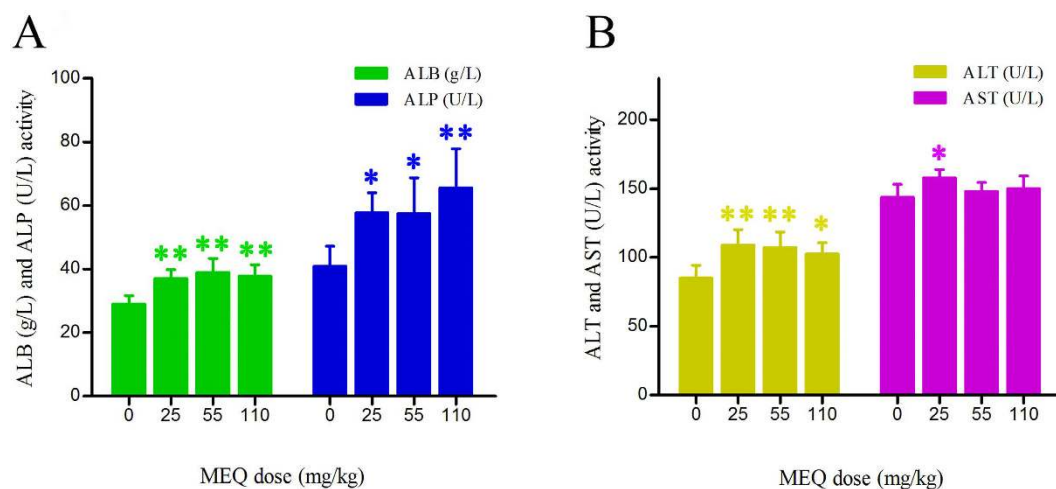 A
ALB (g/L)
ALP (U/L)
ALB (g/L) and ALP (U/L) activity
100
80
60
40
20
0
** ** ** * * **
0 25 55 110 0 25 55 110
MEQ dose (mg/kg)
B
ALT (U/L)
AST (U/L)
ALT and AST (U/L) activity
200
150
100
50
0
** ** * *
0 25 55 110 0 25 55 110
MEQ dose (mg/kg)